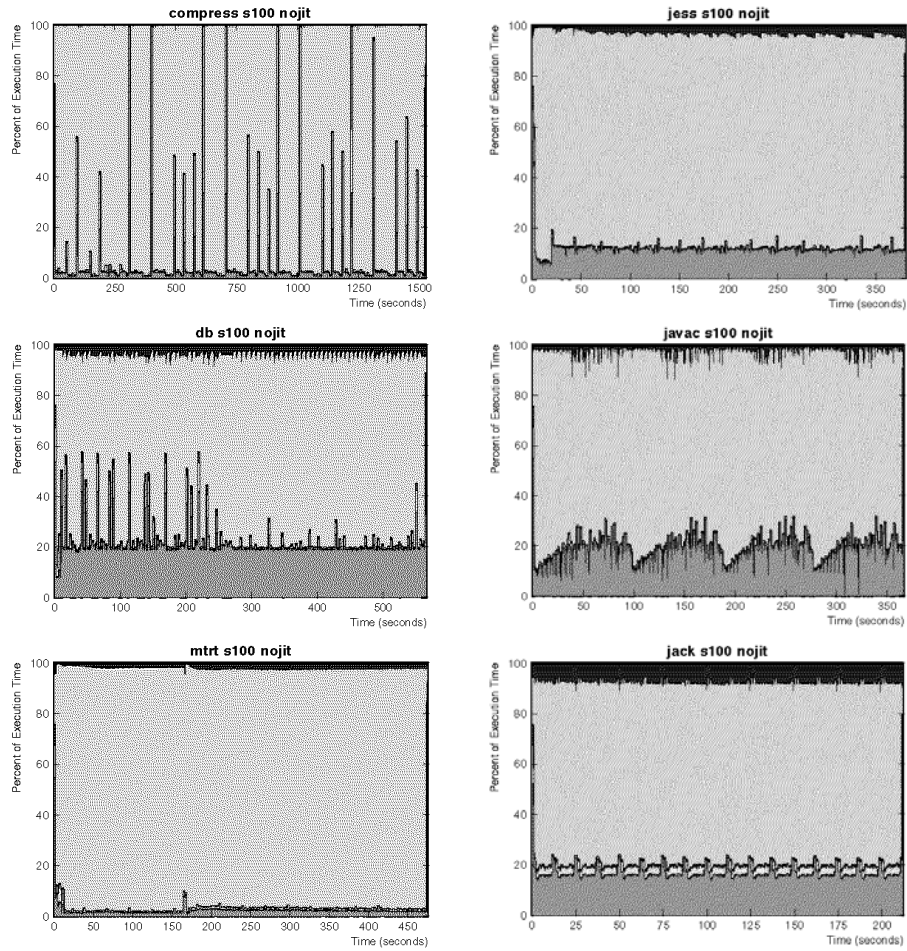 compress s100 nojit
Percent of Execution Time
100
80
60
40
20
0
0 250 500 750 1000 1250 1500
Time (seconds)
jess s100 nojit
Percent of Execution Time
100
80
60
40
20
0
0 50 100 150 200 250 300 350
Time (seconds)
db s100 nojit
Percent of Execution Time
100
80
60
40
20
0
0 100 200 300 400 500
Time (seconds)
javac s100 nojit
Percent of Execution Time
100
80
60
40
20
0
0 50 100 150 200 250 300 350
Time (seconds)
mtrt s100 nojit
Percent of Execution Time
100
80
60
40
20
0
0 50 100 150 200 250 300 350 400 450
Time (seconds)
jack s100 nojit
Percent of Execution Time
100
80
60
40
20
0
0 25 50 75 100 125 150 175 200
Time (seconds)